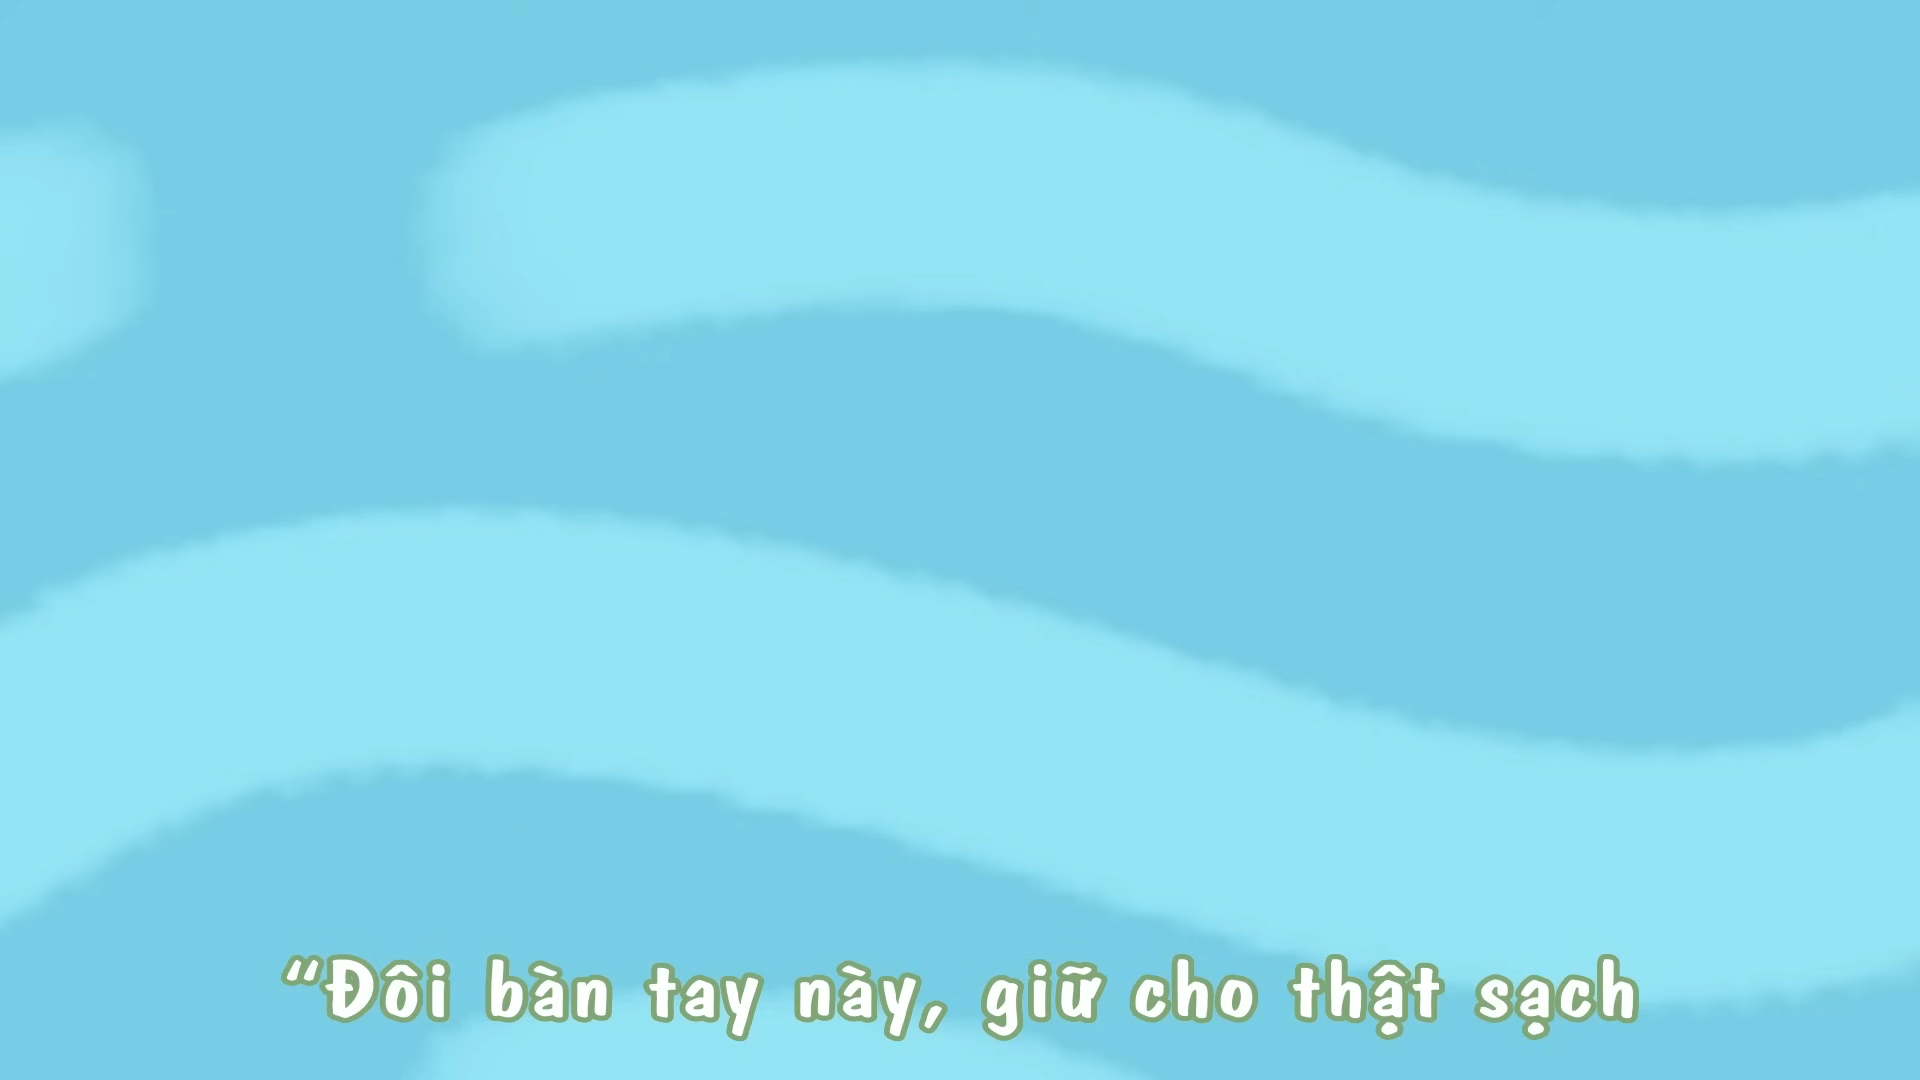 “Đôi bàn tay này, giữ cho thật sạch